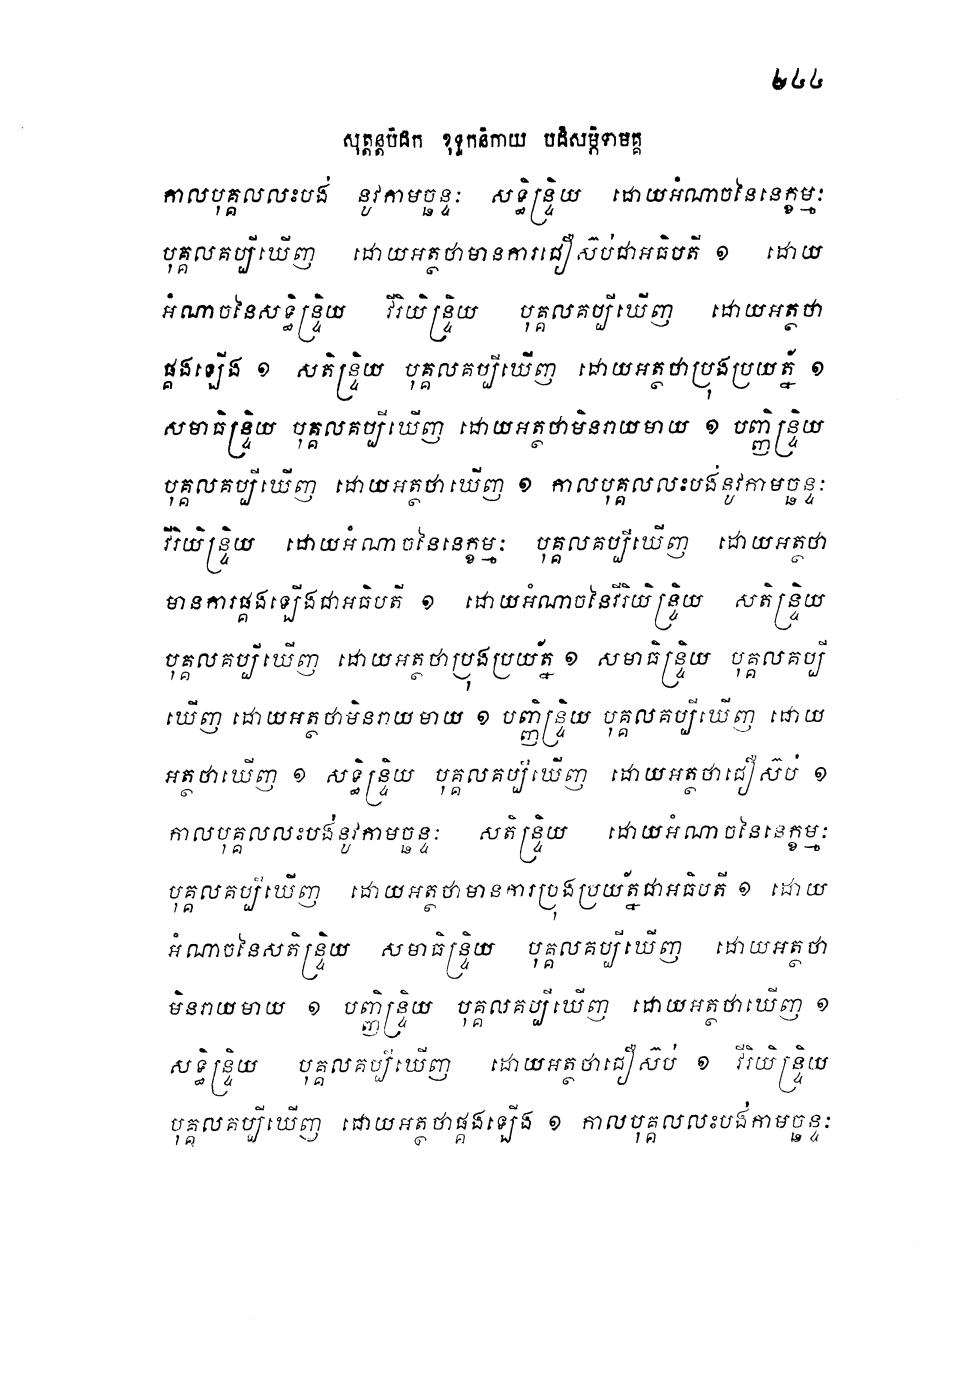 ២៤៤
សុត្តន្តបិដក ខុទ្ទកនិកាយ បដិសម្ភិទាមគ្គ
កាលបុគ្គលលះបង់ នូវកាមច្ឆន្ទៈ សទ្ធិន្ទ្រិយ ដោយអំណាចនៃនេក្ខម្មៈ
បុគ្គលគប្បីឃើញ ដោយអត្ថថាមានការជឿស៊ប់ជាអធិបតី ១ ដោយ
អំណាចនៃសទ្ធិន្ទ្រិយ វីរិយិន្ទ្រិយ បុគ្គលគប្បីឃើញ ដោយអត្ថថា
ផ្គងឡើង ១ សតិន្ទ្រិយ បុគ្គលគប្បីឃើញ ដោយអត្ថថាប្រុងប្រយត្ន័ ១
សមាធិន្ទ្រិយ បុគ្គលគប្បីឃើញ ដោយអត្ថថាមិនរាយមាយ ១ បញ្ញិន្ទ្រិយ
បុគ្គលគប្បីឃើញ ដោយអត្ថថាឃើញ ១ កាលបុគ្គលលះបង់នូវកាមច្ឆន្ទៈ
វីរិយិន្ទ្រិយ ដោយអំណាចនៃនេក្ខម្មៈ បុគ្គលគប្បីឃើញ ដោយអត្ថថា
មានការផ្គងឡើងជាអធិបតី ១ ដោយអំណាចនៃវីរិយិន្ទ្រិយ សតិន្ទ្រិយ
បុគ្គលគប្បីឃើញ ដោយអត្ថថាប្រុងប្រយ័ត្ន ១ សមាធិន្ទ្រិយ បុគ្គលគប្បី
ឃើញ ដោយអត្ថថាមិនរាយមាយ ១ បញ្ញិន្ទ្រិយ បុគ្គលគប្បីឃើញ ដោយ
អត្ថថាឃើញ ១ សទ្ធិន្ទ្រិយ បុគ្គលគប្បីឃើញ ដោយអត្ថថាជឿស៊ប់ ១
កាលបុគ្គលលះបង់នូវកាមច្ឆន្ទៈ សតិន្ទ្រិយ ដោយអំណាចនៃនេក្ខម្មៈ
បុគ្គលគប្បីឃើញ ដោយអត្ថថាមានការប្រុងប្រយ័ត្នជាអធិបតី ១ ដោយ
អំណាចនៃសតិន្ទ្រិយ សមាធិន្ទ្រិយ បុគ្គលគប្បីឃើញ ដោយអត្ថថា
មិនរាយមាយ ១ បញ្ញិន្ទ្រិយ បុគ្គលគប្បីឃើញ ដោយអត្ថថាឃើញ ១
សទ្ធិន្ទ្រិយ បុគ្គលគប្បីឃើញ ដោយអត្ថថាជឿស៊ប់ ១ វីរិយិន្ទ្រិយ
បុគ្គលគប្បីឃើញ ដោយអត្ថថាផ្គងឡើង ១ កាលបុគ្គលលះបង់កាមច្ឆន្ទៈ